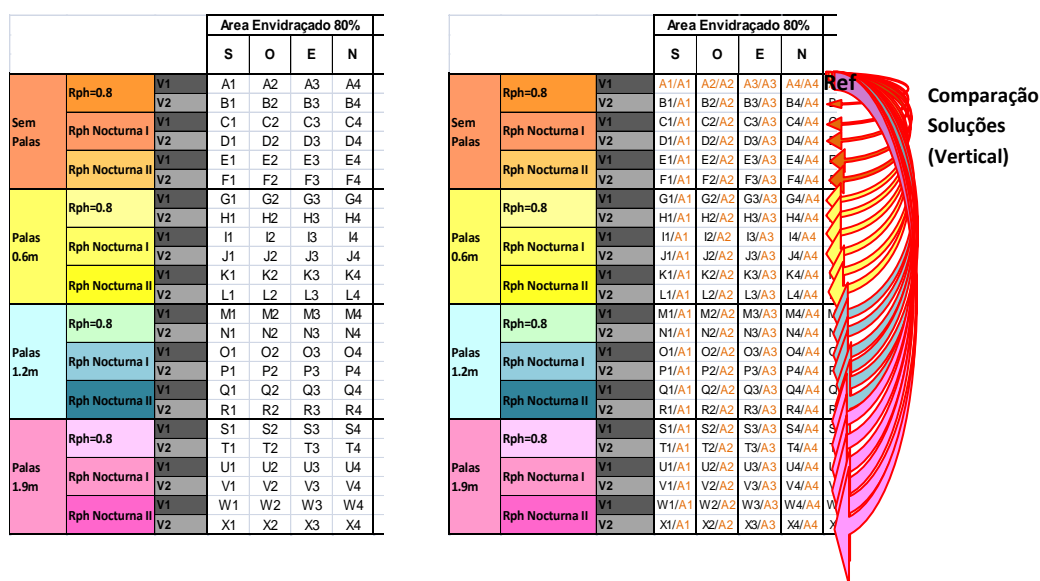 Area Envidraçado 80%
S O E N
Sem Palas Rph=0.8 V1 A1 A2 A3 A4
V2 B1 B2 B3 B4
Rph Nocturna I V1 C1 C2 C3 C4
V2 D1 D2 D3 D4
Rph Nocturna II V1 E1 E2 E3 E4
V2 F1 F2 F3 F4
Palas 0.6m Rph=0.8 V1 G1 G2 G3 G4
V2 H1 H2 H3 H4
Rph Nocturna I V1 I1 I2 I3 I4
V2 J1 J2 J3 J4
Rph Nocturna II V1 K1 K2 K3 K4
V2 L1 L2 L3 L4
Palas 1.2m Rph=0.8 V1 M1 M2 M3 M4
V2 N1 N2 N3 N4
Rph Nocturna I V1 O1 O2 O3 O4
V2 P1 P2 P3 P4
Rph Nocturna II V1 Q1 Q2 Q3 Q4
V2 R1 R2 R3 R4
Palas 1.9m Rph=0.8 V1 S1 S2 S3 S4
V2 T1 T2 T3 T4
Rph Nocturna I V1 U1 U2 U3 U4
V2 V1 V2 V3 V4
Rph Nocturna II V1 W1 W2 W3 W4
V2 X1 X2 X3 X4
Area Envidraçado 80%
S O E N
Sem Palas Rph=0.8 V1 A1/A1 A2/A2 A3/A3 A4/A4 Ref
V2 B1/A1 B2/A2 B3/A3 B4/A4
Rph Nocturna I V1 C1/A1 C2/A2 C3/A3 C4/A4
V2 D1/A1 D2/A2 D3/A3 D4/A4
Rph Nocturna II V1 E1/A1 E2/A2 E3/A3 E4/A4
V2 F1/A1 F2/A2 F3/A3 F4/A4
Palas 0.6m Rph=0.8 V1 G1/A1 G2/A2 G3/A3 G4/A4
V2 H1/A1 H2/A2 H3/A3 H4/A4
Rph Nocturna I V1 I1/A1 I2/A2 I3/A3 I4/A4
V2 J1/A1 J2/A2 J3/A3 J4/A4
Rph Nocturna II V1 K1/A1 K2/A2 K3/A3 K4/A4
V2 L1/A1 L2/A2 L3/A3 L4/A4
Palas 1.2m Rph=0.8 V1 M1/A1 M2/A2 M3/A3 M4/A4
V2 N1/A1 N2/A2 N3/A3 N4/A4
Rph Nocturna I V1 O1/A1 O2/A2 O3/A3 O4/A4
V2 P1/A1 P2/A2 P3/A3 P4/A4
Rph Nocturna II V1 Q1/A1 Q2/A2 Q3/A3 Q4/A4
V2 R1/A1 R2/A2 R3/A3 R4/A4
Palas 1.9m Rph=0.8 V1 S1/A1 S2/A2 S3/A3 S4/A4
V2 T1/A1 T2/A2 T3/A3 T4/A4
Rph Nocturna I V1 U1/A1 U2/A2 U3/A3 U4/A4
V2 V1/A1 V2/A2 V3/A3 V4/A4
Rph Nocturna II V1 W1/A1 W2/A2 W3/A3 W4/A4
V2 X1/A1 X2/A2 X3/A3 X4/A4
Comparação
Soluções
(Vertical)